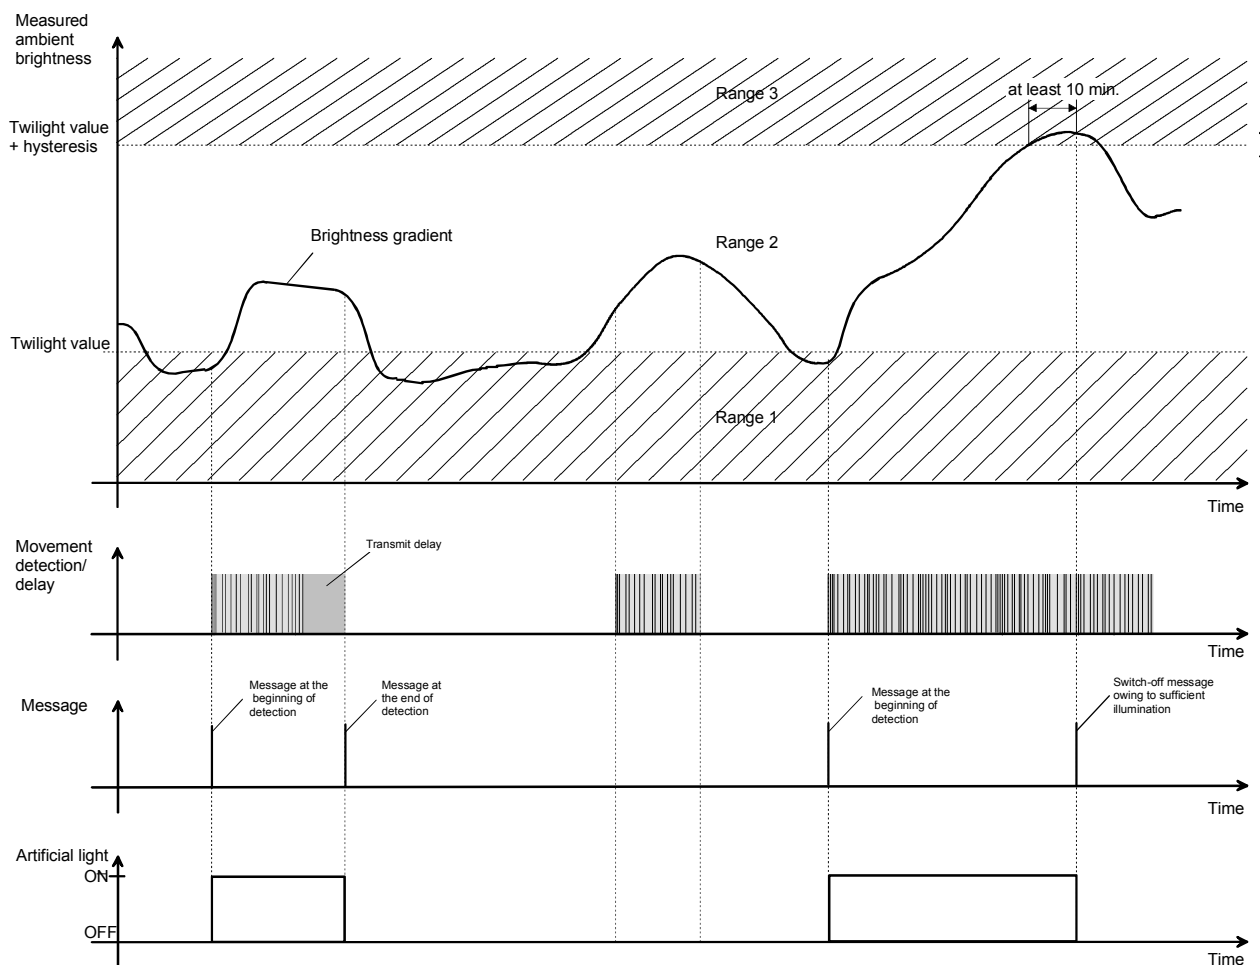 Measured
ambient
brightness
Range 3
at least 10 min.
Twilight value
+ hysteresis
Brightness gradient
Range 2
Twilight value
Range 1
Time
Movement
detection/
delay
Transmit delay
Time
Message
Message at the
beginning of
detection
Message at
the end of
detection
Message at the
beginning of
detection
Switch-off message
owing to sufficient
illumination
Time
Artificial light
ON
OFF
Time